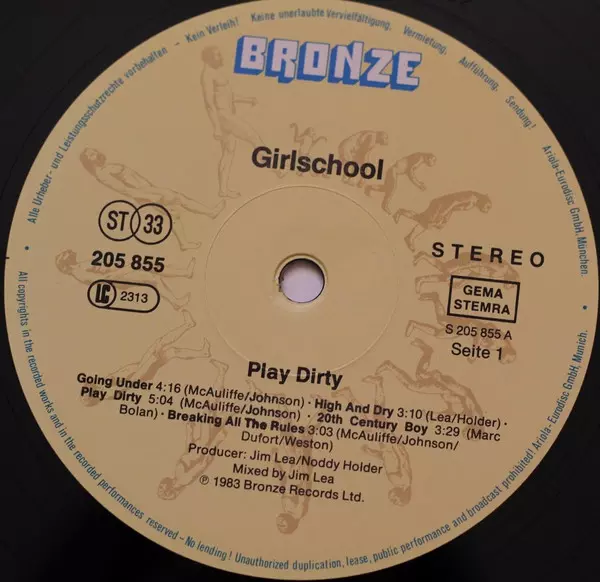 • Alle Urheber- und Leistungsschutzrechte vorbehalten – Kein Verleih! Keine unerlaubte Vervielfältigung, Vermietung, Aufführung, Sendung! Ariola-Eurodisc GmbH, München.
BRONZE
Girlschool
ST 33
205 855
LC 2313
STEREO
GEMA
STEMRA
S 205 855 A
Seite 1
Play Dirty
Going Under 4:16 (McAuliffe/Johnson) · High And Dry 3:10 (Lea/Holder) ·
Play Dirty 5:04 (McAuliffe/Johnson) · 20th Century Boy 3:29 (Marc
Bolan) · Breaking All The Rules 3:03 (McAuliffe/Johnson/
Dufort/Weston)
Producer: Jim Lea/Noddy Holder
Mixed by Jim Lea
℗ 1983 Bronze Records Ltd.
All copyrights in the recorded works and in the recorded performances reserved – No lending! Unauthorized duplication, lease, public performance and broadcast prohibited! Ariola-Eurodisc GmbH, Munich. •